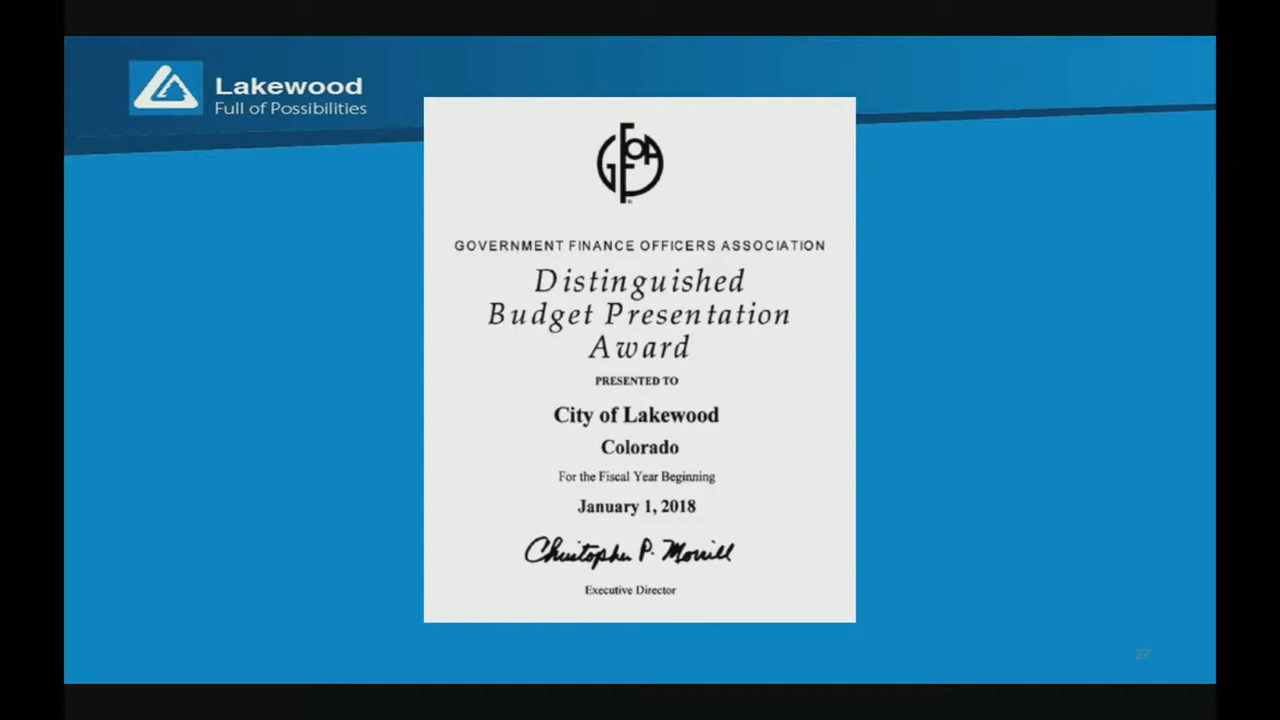 Lakewood
Full of Possibilities
GFOA
GOVERNMENT FINANCE OFFICERS ASSOCIATION
Distinguished
Budget Presentation
Award
PRESENTED TO
City of Lakewood
Colorado
For the Fiscal Year Beginning
January 1, 2018
Christopher P. Morrill
Executive Director
27